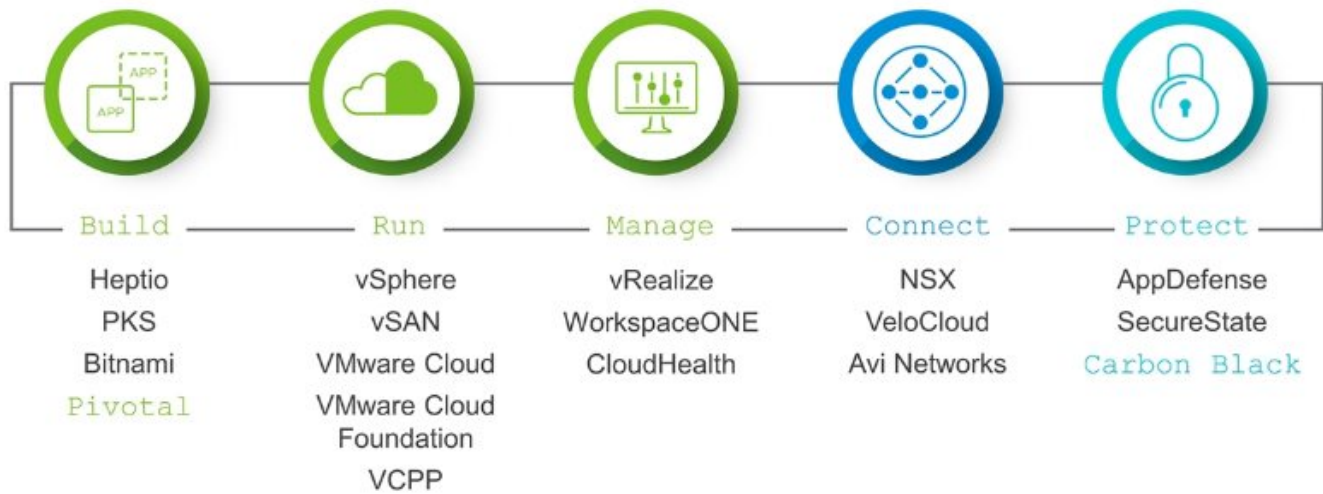 APP
APP
Build
Run
Manage
Connect
Protect
Heptio
PKS
Bitnami
Pivotal
vSphere
vSAN
VMware Cloud
VMware Cloud
Foundation
VCPP
vRealize
WorkspaceONE
CloudHealth
NSX
VeloCloud
Avi Networks
AppDefense
SecureState
Carbon Black